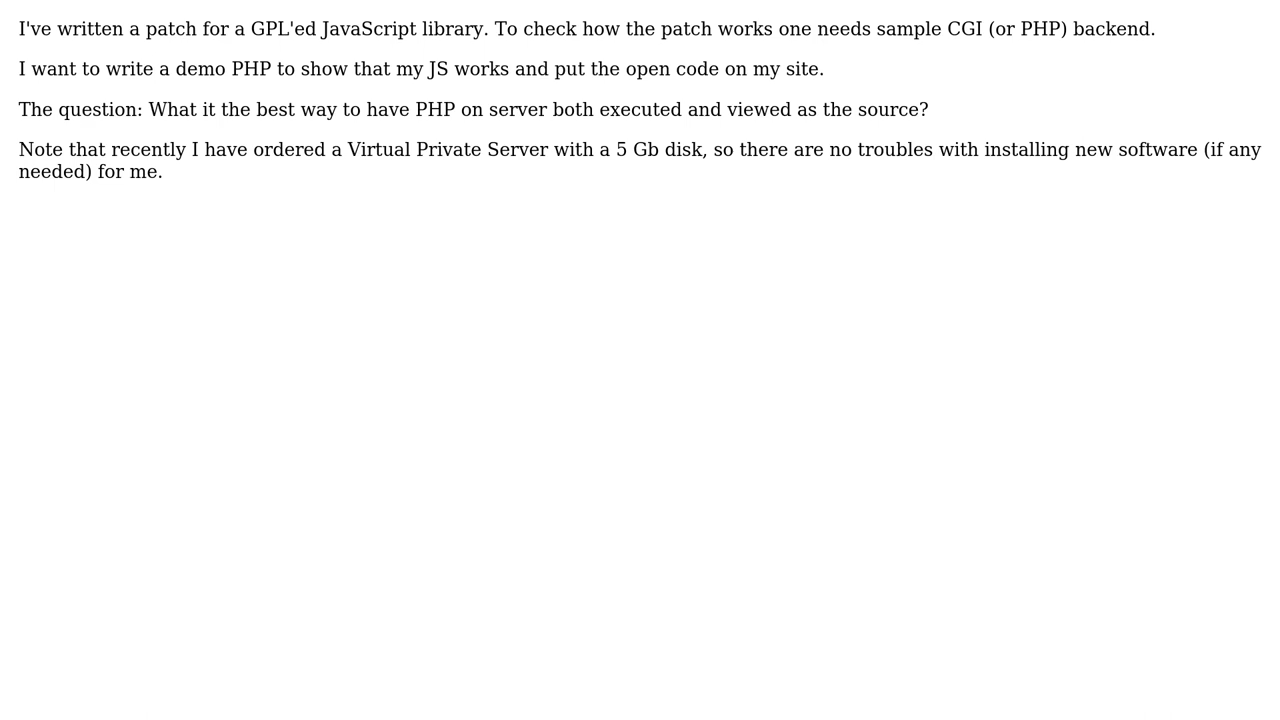 I've written a patch for a GPL'ed JavaScript library. To check how the patch works one needs sample CGI (or PHP) backend.
I want to write a demo PHP to show that my JS works and put the open code on my site.
The question: What it the best way to have PHP on server both executed and viewed as the source?
Note that recently I have ordered a Virtual Private Server with a 5 Gb disk, so there are no troubles with installing new software (if any
needed) for me.